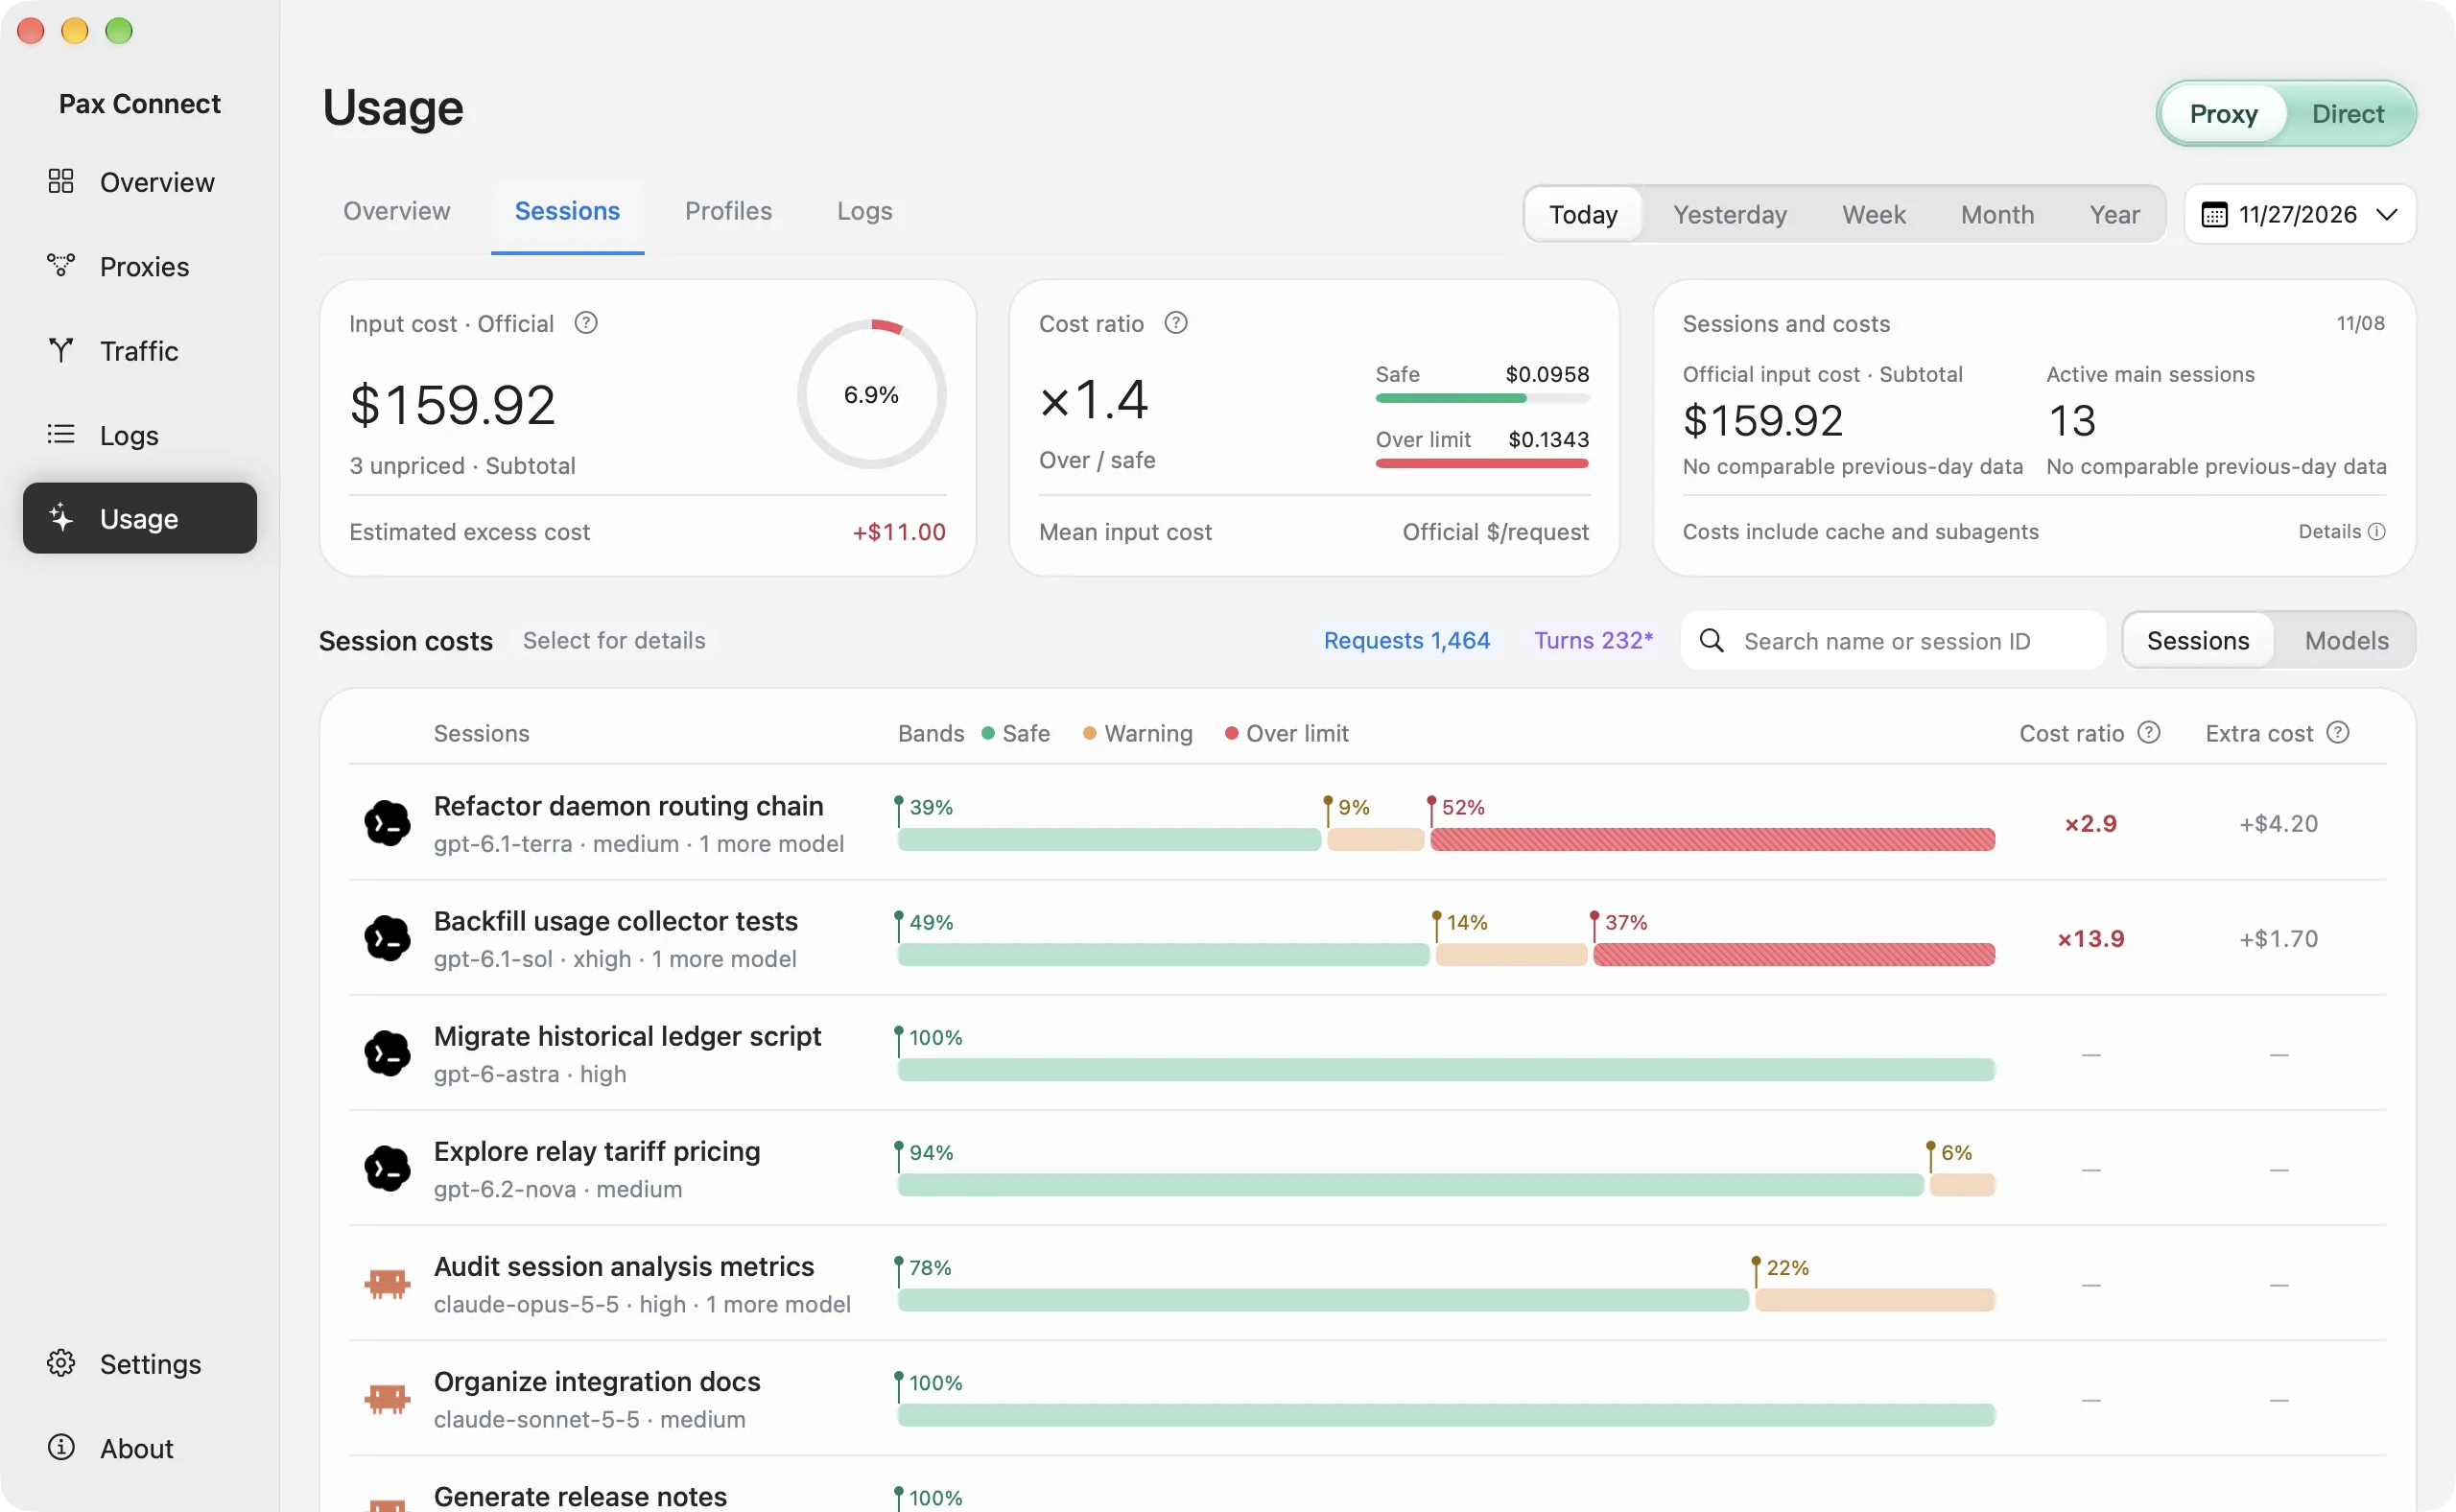 Pax Connect
Overview
Proxies
Traffic
Logs
Usage
Settings
About
Usage
Proxy Direct
Overview Sessions Profiles Logs
Today Yesterday Week Month Year
11/27/2026
Input cost · Official ?
$159.92
3 unpriced · Subtotal
6.9%
Estimated excess cost +$11.00
Cost ratio ?
×1.4
Over / safe
Safe $0.0958
Over limit $0.1343
Mean input cost Official $/request
Sessions and costs 11/08
Official input cost · Subtotal
$159.92
No comparable previous-day data
Active main sessions
13
No comparable previous-day data
Costs include cache and subagents Details
Session costs Select for details
Requests 1,464 Turns 232*
Search name or session ID
Sessions Models
Sessions Bands Safe Warning Over limit Cost ratio ? Extra cost ?
Refactor daemon routing chain
gpt-6.1-terra · medium · 1 more model
39% 9% 52%
×2.9 +$4.20
Backfill usage collector tests
gpt-6.1-sol · xhigh · 1 more model
49% 14% 37%
×13.9 +$1.70
Migrate historical ledger script
gpt-6-astra · high
100%
— —
Explore relay tariff pricing
gpt-6.2-nova · medium
94% 6%
— —
Audit session analysis metrics
claude-opus-5-5 · high · 1 more model
78% 22%
— —
Organize integration docs
claude-sonnet-5-5 · medium
100%
— —
Generate release notes
100%